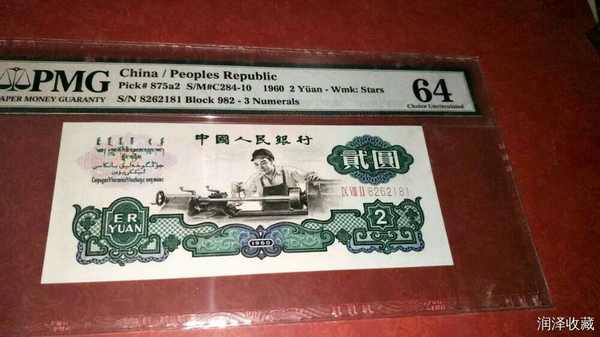 PMG
PAPER MONEY GUARANTY
China / Peoples Republic
Pick# 875a2 S/M#C284-10 1960 2 Yüan - Wmk: Stars
S/N 8262181 Block 982 - 3 Numerals
64
Choice Uncirculated
中國人民銀行
貳圓
IX VIII II 8262181
ER
YUAN
1960
2
润泽收藏